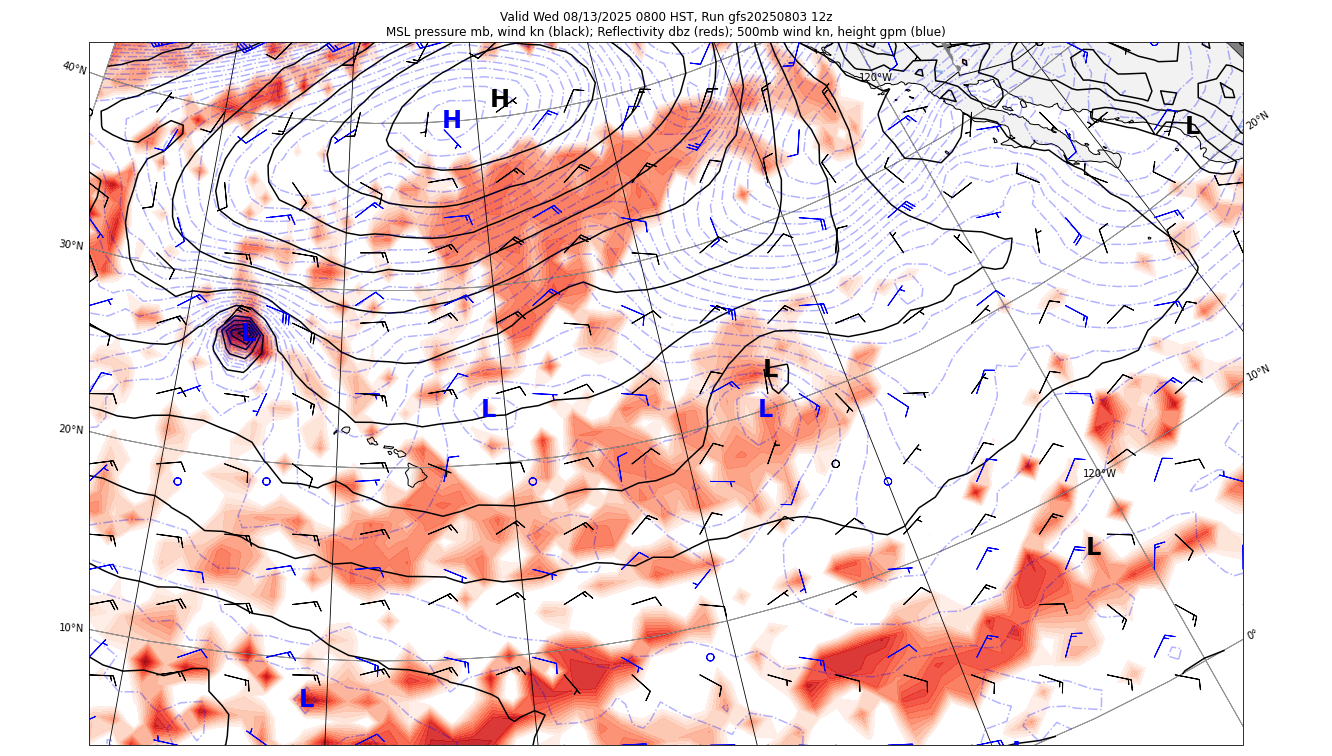 Valid Wed 08/13/2025 0800 HST, Run gfs20250803 12z
MSL pressure mb, wind kn (black); Reflectivity dbz (reds); 500mb wind kn, height gpm (blue)
40°N
120°W
H
H
L
20°N
30°N
L
L
10°N
L
L
20°N
120°W
L
10°N
0°
L